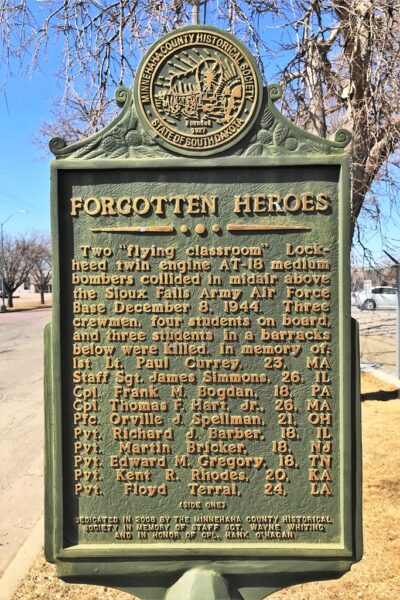 MINNEHAHA COUNTY HISTORICAL SOCIETY
Founded
1927
STATE OF SOUTH DAKOTA
FORGOTTEN HEROES
Two "flying classroom" Lock-
heed twin engine AT-18 medium
bombers collided in midair above
the Sioux Falls Army Air Force
Base December 8, 1944. Three
crewmen, four students on board,
and three students in a barracks
below were killed. In memory of:
1st Lt. Paul Currey, 23, MA
Staff Sgt. James Simmons, 26, IL
Cpl. Frank M. Bogdan, 18, PA
Cpl. Thomas F. Hart, Jr., 26, MA
Pfc. Orville J. Spellman, 21, OH
Pvt. Richard J. Barber, 18, IL
Pvt. Martin Bricker, 18, NJ
Pvt. Edward M. Gregory, 18, TN
Pvt. Kent R. Rhodes, 20, KA
Pvt. Floyd Terral, 24, LA
(SIDE ONE)
DEDICATED IN 2008 BY THE MINNEHAHA COUNTY HISTORICAL
SOCIETY IN MEMORY OF STAFF SGT. WAYNE WHITING
AND IN HONOR OF CPL. HANK O'HAGAN